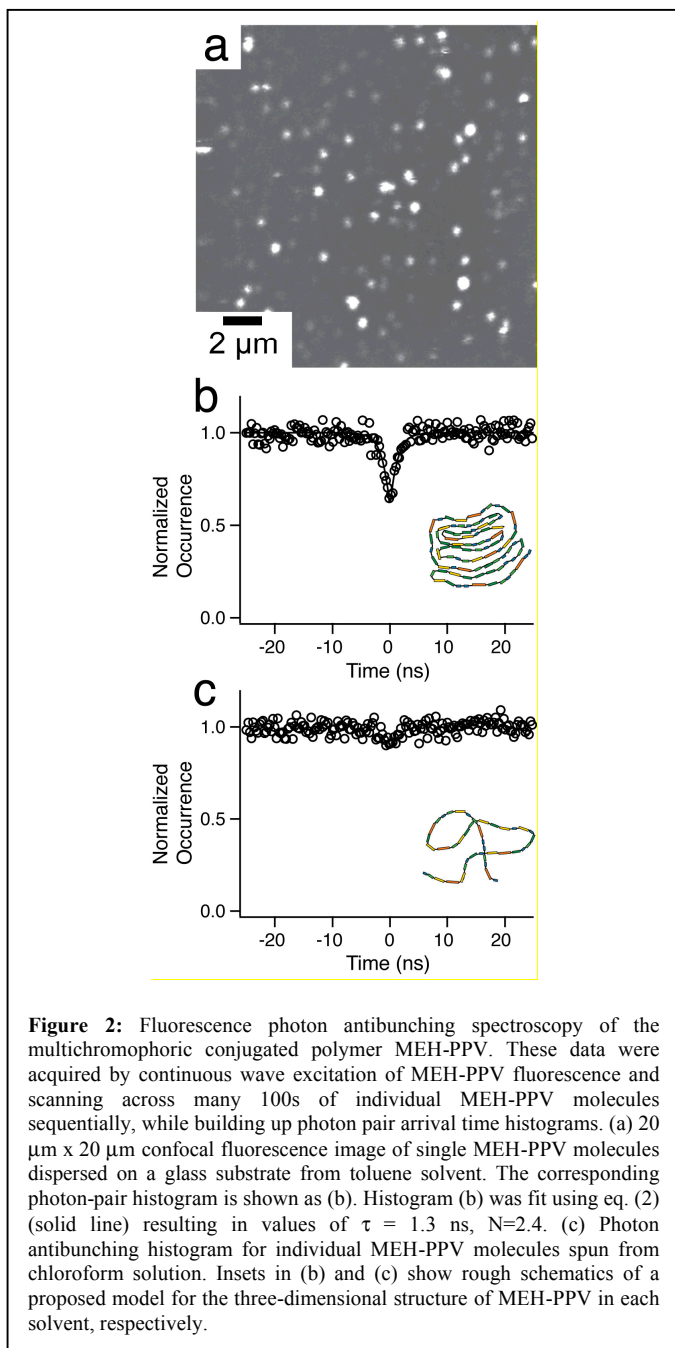 a
2 μm
b
1.0
0.5
0.0
Normalized
Occurrence
-20 -10 0 10 20
Time (ns)
c
1.0
0.5
0.0
Normalized
Occurrence
-20 -10 0 10 20
Time (ns)
Figure 2: Fluorescence photon antibunching spectroscopy of the
multichromophoric conjugated polymer MEH-PPV. These data were
acquired by continuous wave excitation of MEH-PPV fluorescence and
scanning across many 100s of individual MEH-PPV molecules
sequentially, while building up photon pair arrival time histograms. (a) 20
μm x 20 μm confocal fluorescence image of single MEH-PPV molecules
dispersed on a glass substrate from toluene solvent. The corresponding
photon-pair histogram is shown as (b). Histogram (b) was fit using eq. (2)
(solid line) resulting in values of τ = 1.3 ns, N=2.4. (c) Photon
antibunching histogram for individual MEH-PPV molecules spun from
chloroform solution. Insets in (b) and (c) show rough schematics of a
proposed model for the three-dimensional structure of MEH-PPV in each
solvent, respectively.